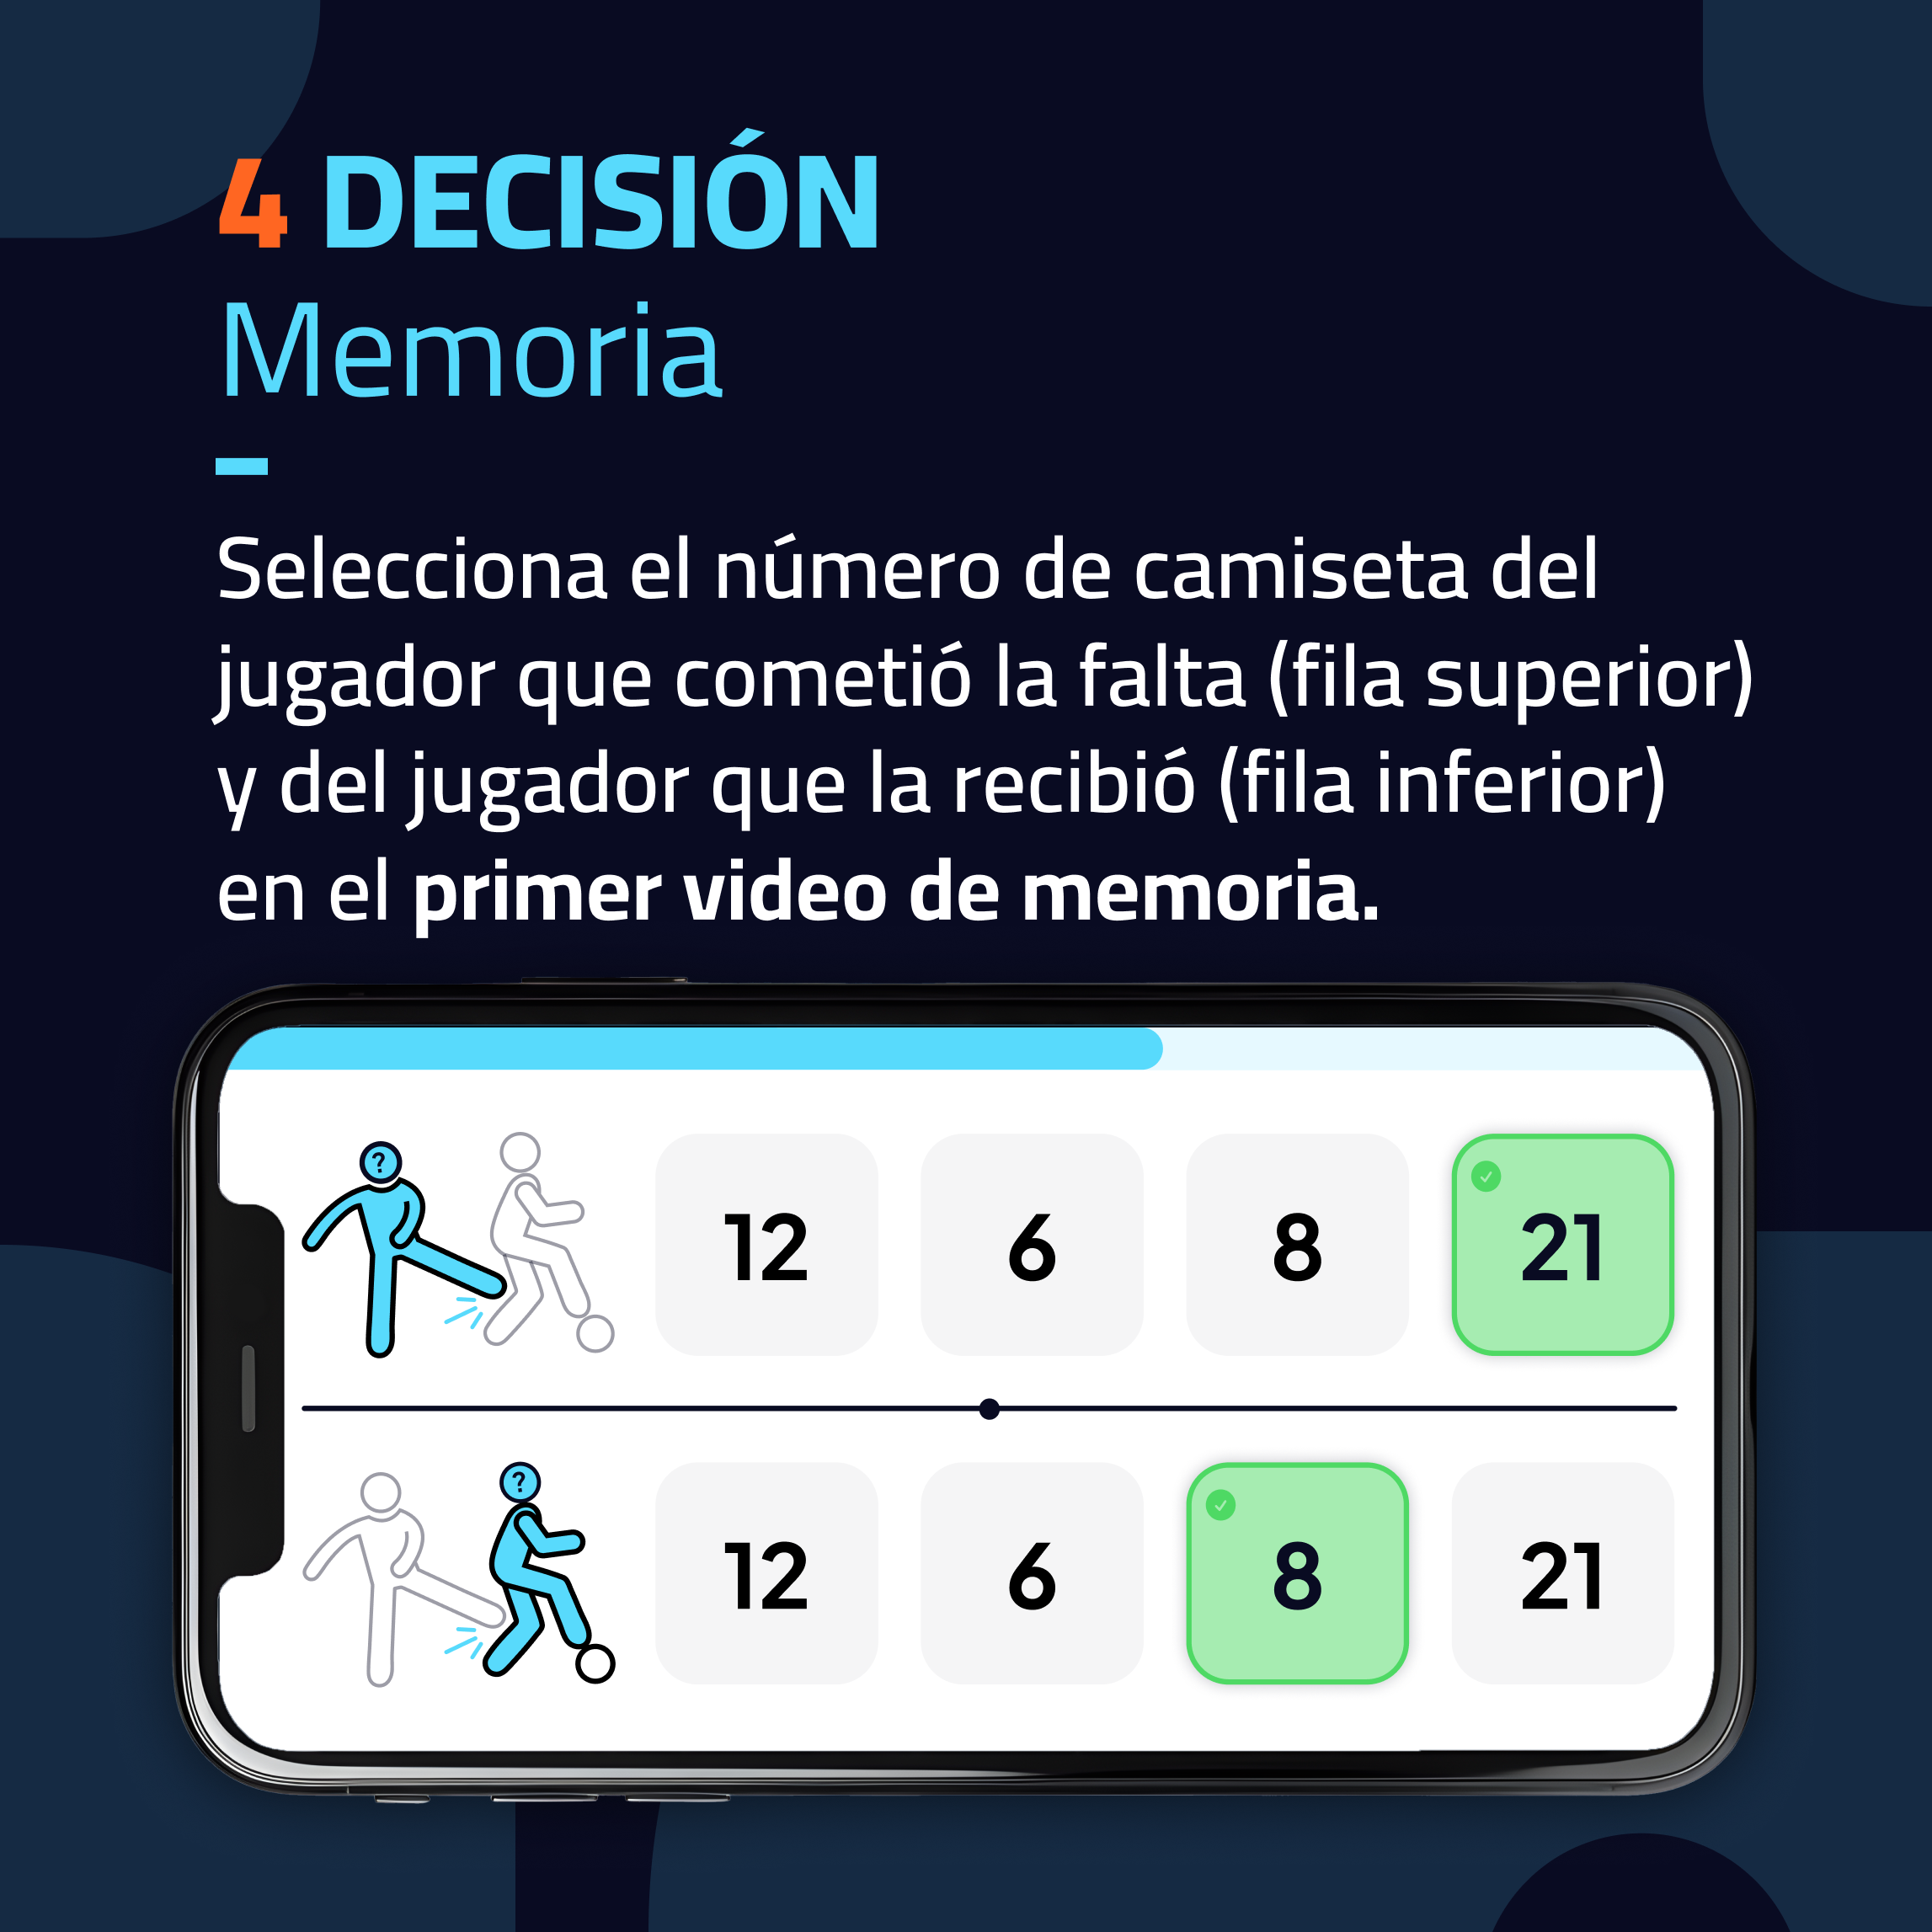 4 DECISIÓN
Memoria
Selecciona el número de camiseta del
jugador que cometió la falta (fila superior)
y del jugador que la recibió (fila inferior)
en el primer video de memoria.
?
12 6 8 21
?
12 6 8 21